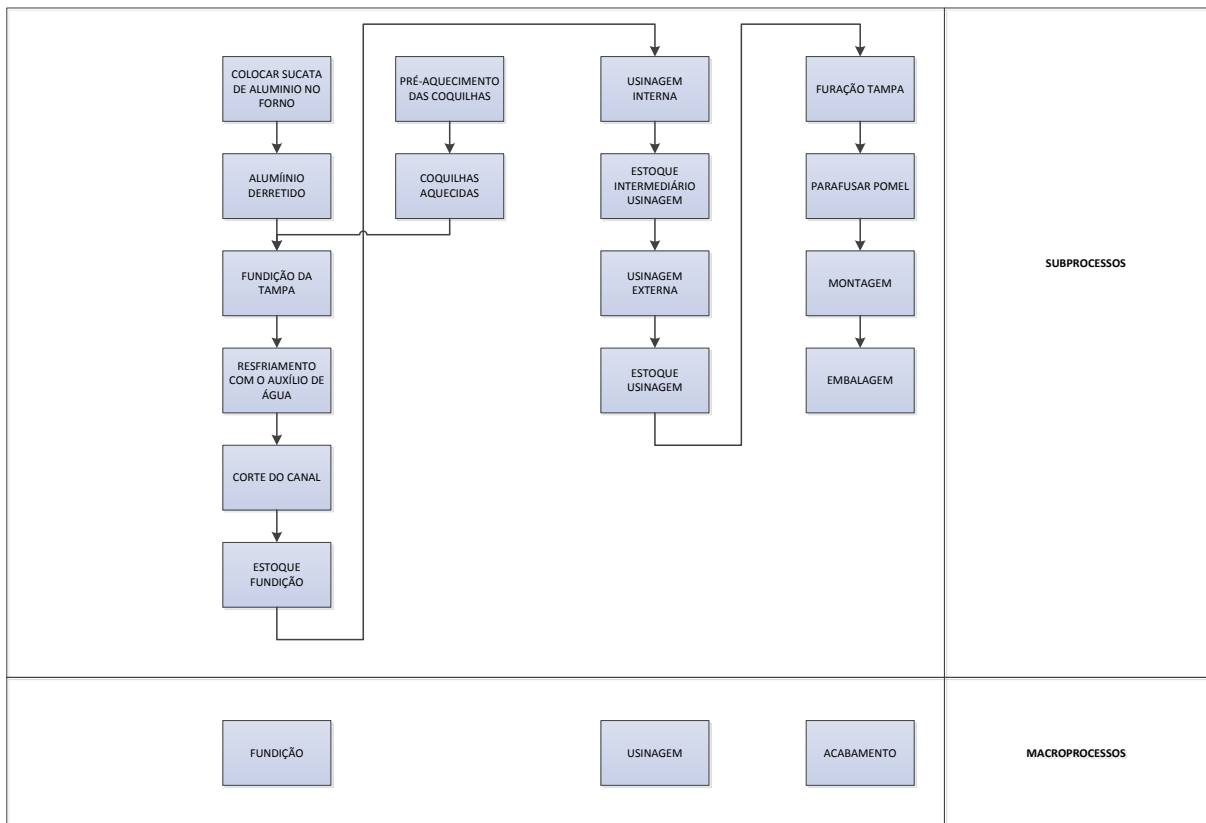 COLOCAR SUCATA
DE ALUMINIO NO
FORNO
ALUMÍINIO
DERRETIDO
PRÉ-AQUECIMENTO
DAS COQUILHAS
COQUILHAS
AQUECIDAS
FUNDIÇÃO DA
TAMPA
RESFRIAMENTO
COM O AUXÍLIO DE
ÁGUA
CORTE DO CANAL
ESTOQUE
FUNDIÇÃO
USINAGEM
INTERNA
ESTOQUE
INTERMEDIÁRIO
USINAGEM
USINAGEM
EXTERNA
ESTOQUE
USINAGEM
FURAÇÃO TAMPA
PARAFUSAR POMEL
MONTAGEM
EMBALAGEM
SUBPROCESSOS
FUNDIÇÃO
USINAGEM
ACABAMENTO
MACROPROCESSOS